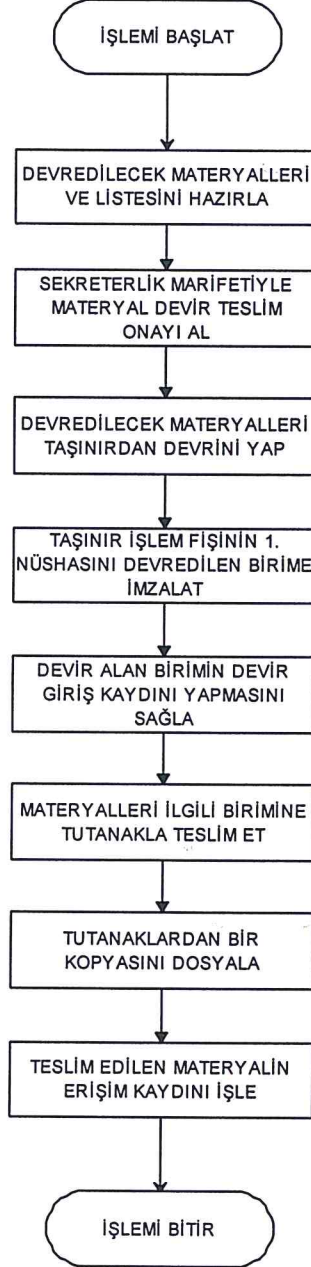 İŞLEMİ BAŞLAT
DEVREDİLECEK MATERYALLERİ
VE LİSTESİNİ HAZIRLA
SEKRETERLİK MARİFETİYLE
MATERYAL DEVİR TESLİM
ONAYI AL
DEVREDİLECEK MATERYALLERİ
TAŞINIRDAN DEVRİNİ YAP
TAŞINIR İŞLEM FİŞİNİN 1.
NÜSHASINI DEVREDİLEN BİRİME
İMZALAT
DEVİR ALAN BİRİMİN DEVİR
GİRİŞ KAYDINI YAPMASINI
SAĞLA
MATERYALLERİ İLGİLİ BİRİMİNE
TUTANAKLA TESLİM ET
TUTANAKLARDAN BİR
KOPYASINI DOSYALA
TESLİM EDİLEN MATERYALİN
ERİŞİM KAYDINI İŞLE
İŞLEMİ BİTİR